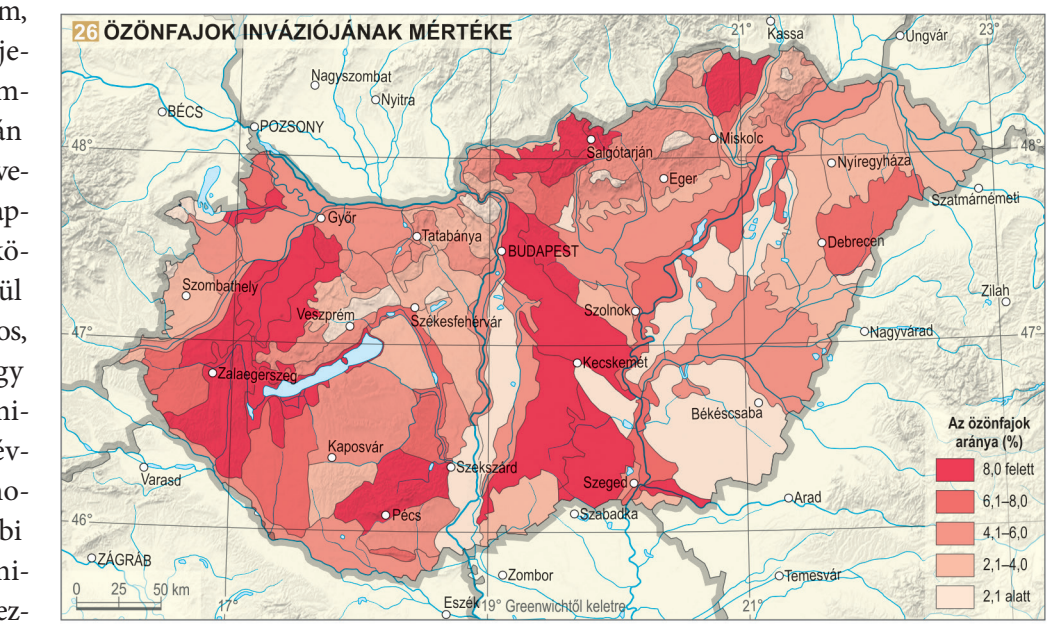 m,
je-
m-
án
ve-
ap-
kö-
ül
os,
gy
mi-
év-
no-
bi
mi-
ez-
26 ÖZÖNFAJOK INVÁZIÓJÁNAK MÉRTÉKE
21°
Kassa
Ungvár
23°
Nagyszombat
Nyitra
BÉCS
POZSONY
48°
Salgótarján
Miskolc
48°
Eger
Nyíregyháza
Szatmárnémeti
Győr
Tatabánya
BUDAPEST
Debrecen
Szombathely
Veszprém
Székesfehérvár
Szolnok
Zilah
47°
Nagyvárad
47°
Zalaegerszeg
Kecskemét
Békéscsaba
Kaposvár
Szekszárd
Varasd
Szeged
Arad
Pécs
Szabadka
46°
ZÁGRÁB
Zombor
Temesvár
0 25 50 km
17°
Eszék
19° Greenwichtől keletre
21°
Az özönfajok
aránya (%)
8,0 felett
6,1–8,0
4,1–6,0
2,1–4,0
2,1 alatt